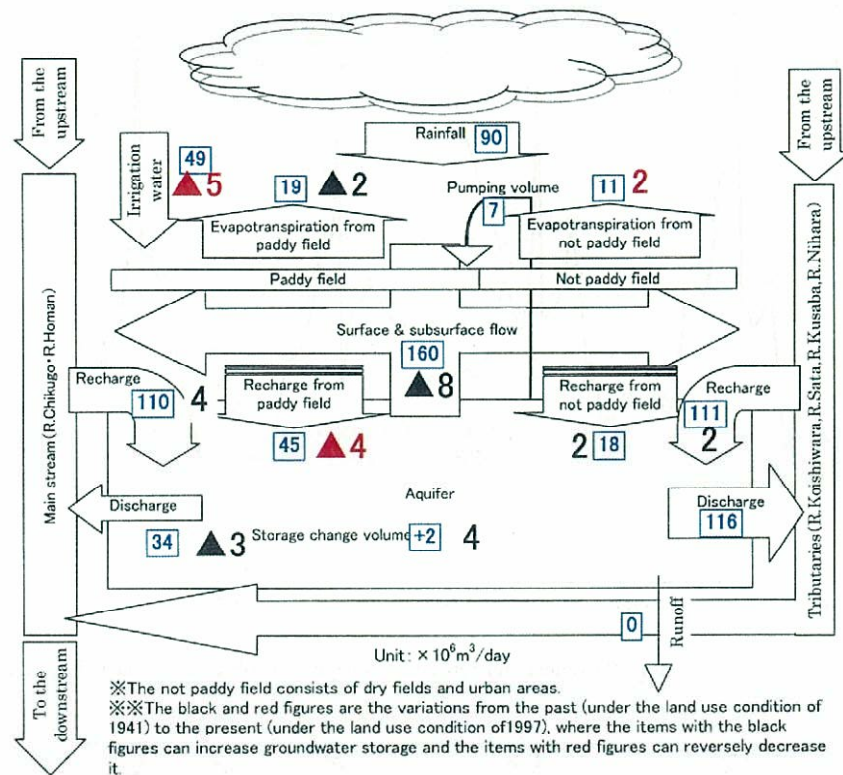 From the
upstream
From the
upstream
Rainfall 90
Irrigation
water
49
▲5
19 ▲2
Pumping volume
7
11 2
Evapotranspiration from
paddy field
Evapotranspiration from
not paddy field
Paddy field
Not paddy field
Surface & subsurface flow
160
▲8
Recharge
110 4
Recharge from
paddy field
45 ▲4
Recharge from
not paddy field
2 18
Recharge
111
2
Main stream(R.Chikugo・R.Homan)
Tributaries(R.Koishiwara,R.Sata,R.Kusaba,R.Nihara)
Discharge
34 ▲3
Aquifer
Storage change volume +2 4
Discharge
116
0
Runoff
Unit: ×10⁶m³/day
To the
downstream
※The not paddy field consists of dry fields and urban areas.
※※The black and red figures are the variations from the past (under the land use condition of
1941) to the present (under the land use condition of1997), where the items with the black
figures can increase groundwater storage and the items with red figures can reversely decrease
it.